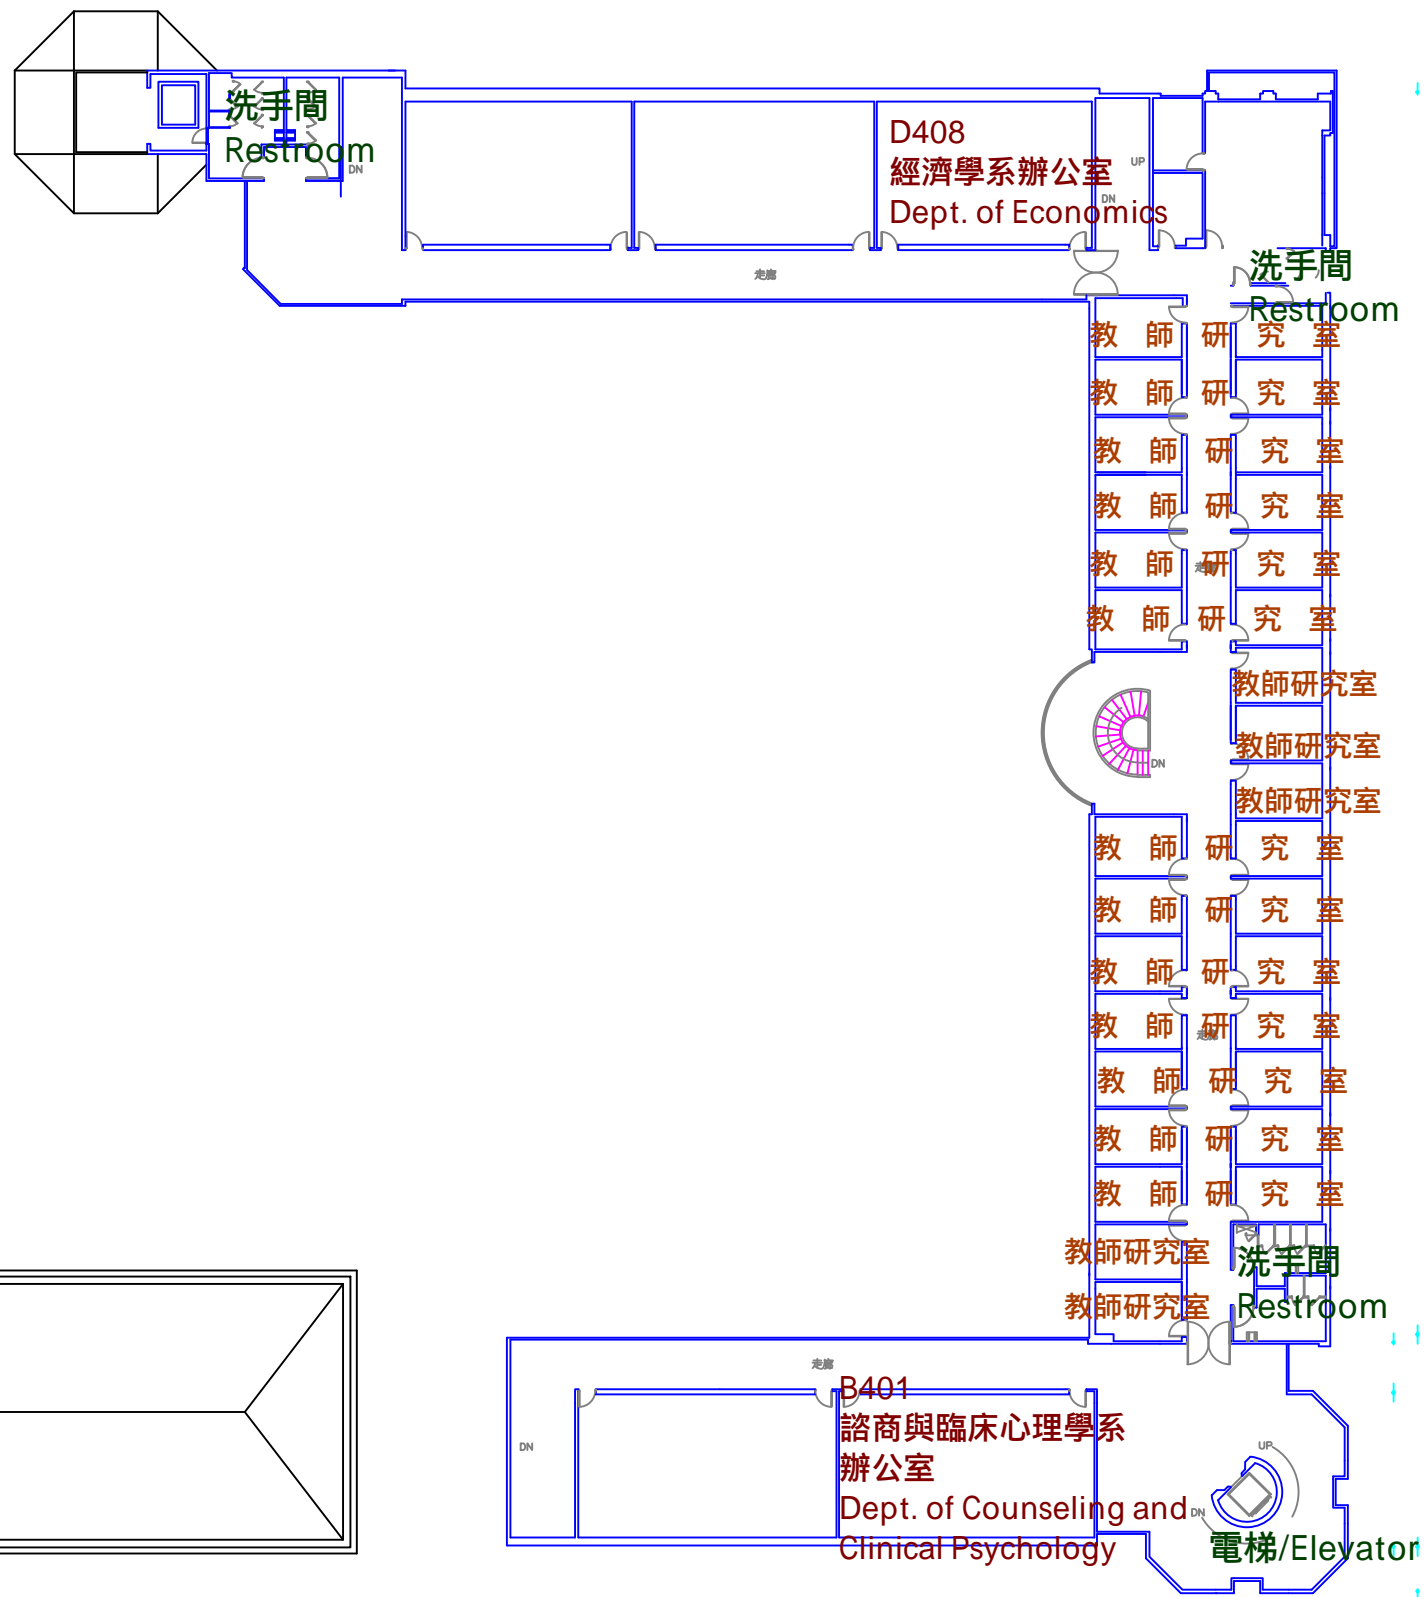 洗手間
Restroom
DN
D408
經濟學系辦公室
Dept. of Economics
UP
DN
走廊
洗手間
Restroom
教 師 研 究 室
教 師 研 究 室
教 師 研 究 室
教 師 研 究 室
教 師 研 究 室
走廊
教 師 研 究 室
教師研究室
教師研究室
DN
教師研究室
教 師 研 究 室
教 師 研 究 室
教 師 研 究 室
教 師 研 究 室
走廊
教 師 研 究 室
教 師 研 究 室
教 師 研 究 室
教師研究室
教師研究室
洗手間
Restroom
走廊
B401
諮商與臨床心理學系
辦公室
Dept. of Counseling and
Clinical Psychology
DN
UP
DN
電梯/Elevator